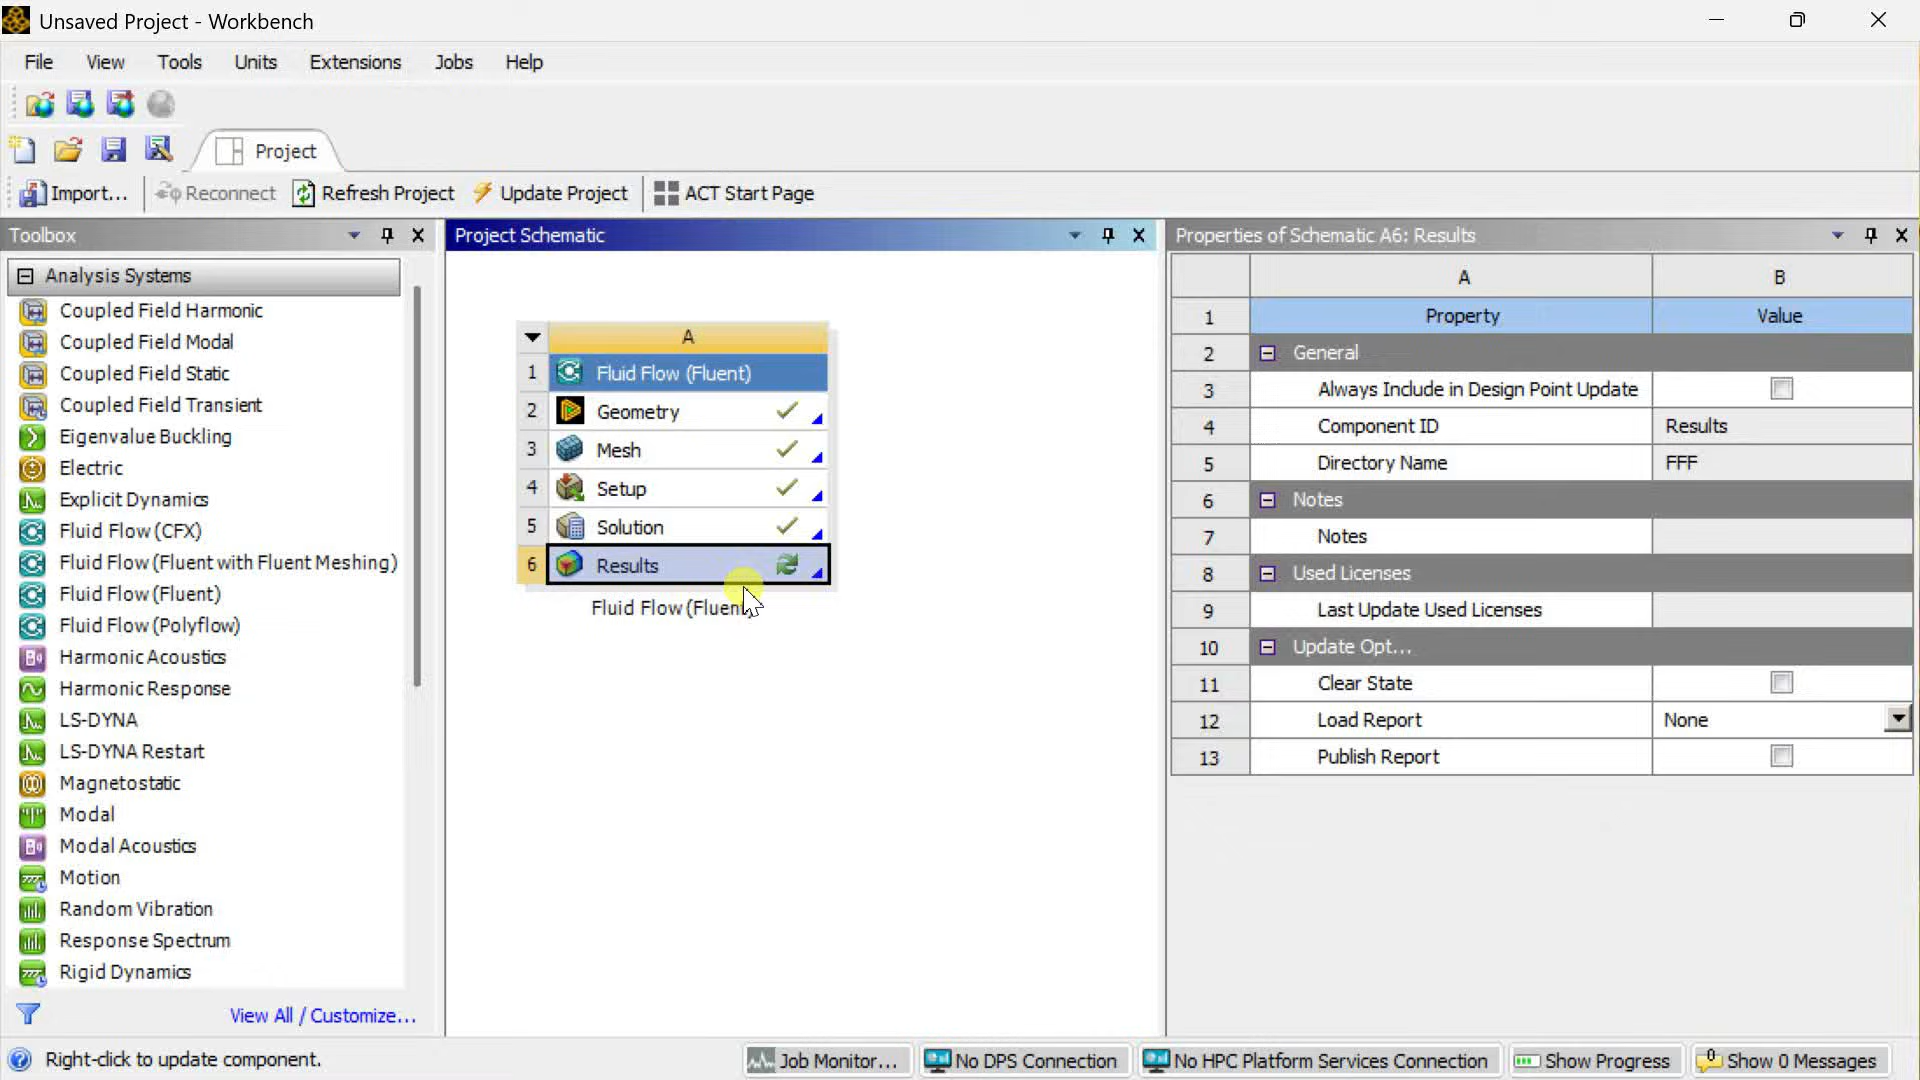 Unsaved Project - Workbench
File View Tools Units Extensions Jobs Help
Project
Import... Reconnect Refresh Project Update Project ACT Start Page
Toolbox
Analysis Systems
Coupled Field Harmonic
Coupled Field Modal
Coupled Field Static
Coupled Field Transient
Eigenvalue Buckling
Electric
Explicit Dynamics
Fluid Flow (CFX)
Fluid Flow (Fluent with Fluent Meshing)
Fluid Flow (Fluent)
Fluid Flow (Polyflow)
Harmonic Acoustics
Harmonic Response
LS-DYNA
LS-DYNA Restart
Magnetostatic
Modal
Modal Acoustics
Motion
Random Vibration
Response Spectrum
Rigid Dynamics
View All / Customize...
Project Schematic
A
1 Fluid Flow (Fluent)
2 Geometry
3 Mesh
4 Setup
5 Solution
6 Results
Fluid Flow (Fluent)
Properties of Schematic A6: Results
A B
1 Property Value
2 General
3 Always Include in Design Point Update
4 Component ID Results
5 Directory Name FFF
6 Notes
7 Notes
8 Used Licenses
9 Last Update Used Licenses
10 Update Opt...
11 Clear State
12 Load Report None
13 Publish Report
Right-click to update component.
Job Monitor... No DPS Connection No HPC Platform Services Connection Show Progress Show 0 Messages